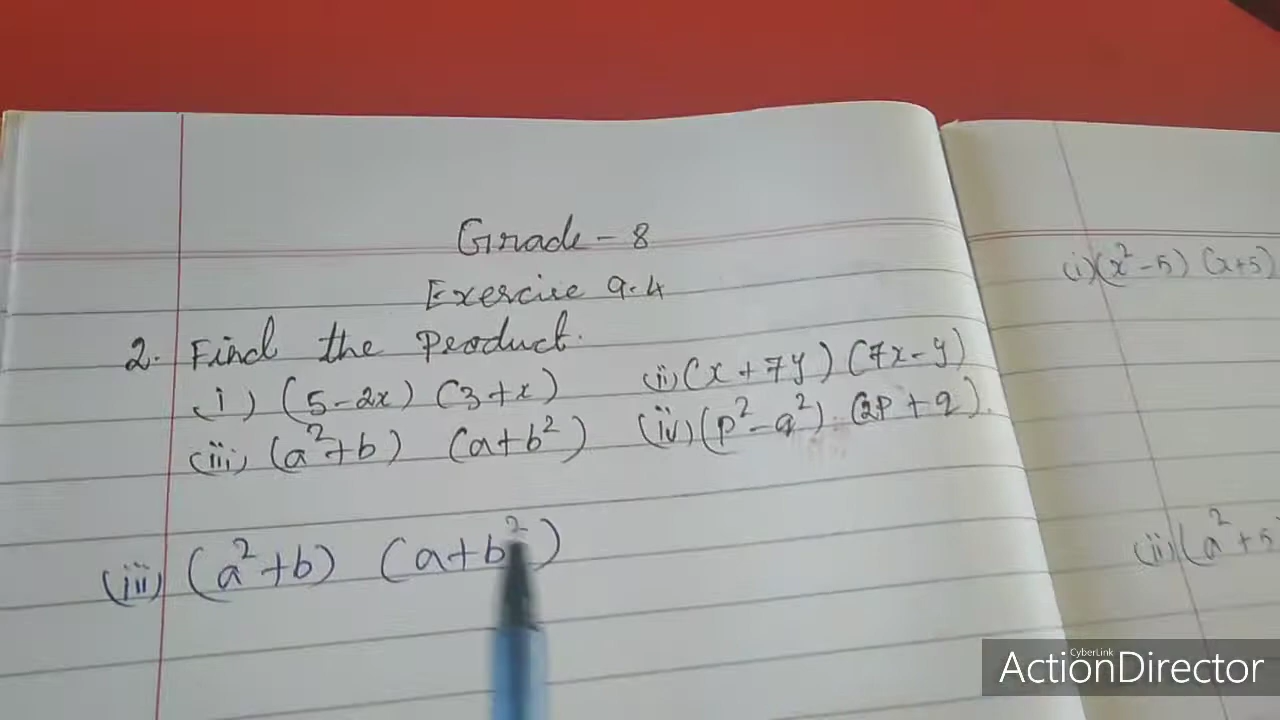 Grade - 8
Exercise 9.4
2. Find the Product.
(i) (5-2x) (3+x) (ii) (x+7y) (7x-y)
(iii) (a²+b) (a+b²) (iv) (p²-q²) (2p+q).
(iii) (a²+b) (a+b²)
(i) (x²-5) (x+5)
(ii) (a²+5
CyberLink
ActionDirector